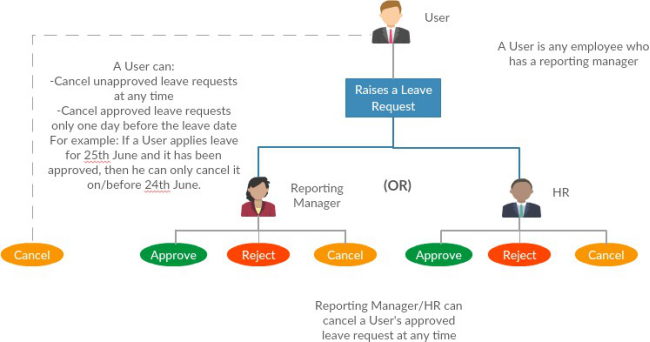 User
A User is any employee who
has a reporting manager
A User can:
-Cancel unapproved leave requests
at any time
-Cancel approved leave requests
only one day before the leave date
For example: If a User applies leave
for 25th June and it has been
approved, then he can only cancel it
on/before 24th June.
Raises a Leave
Request
Reporting
Manager
(OR)
HR
Cancel
Approve
Reject
Cancel
Approve
Reject
Cancel
Reporting Manager/HR can
cancel a User's approved
leave request at any time